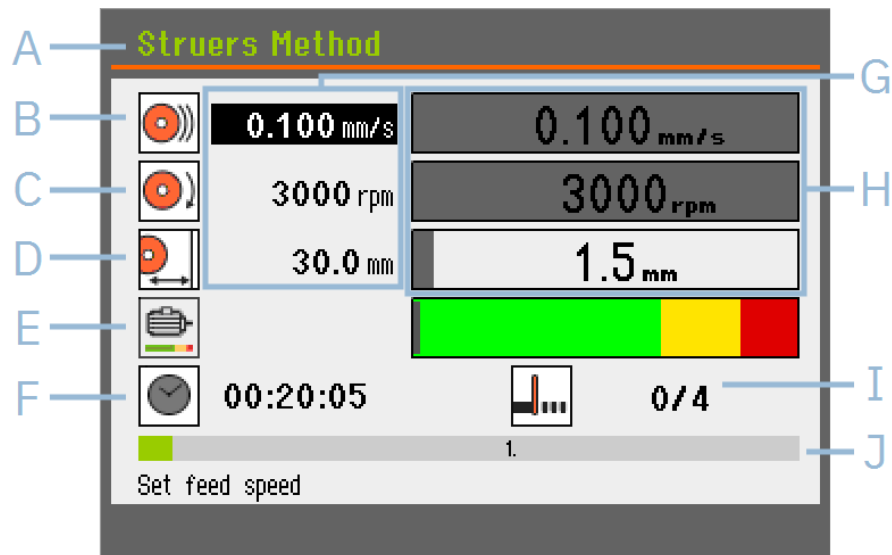 A Struers Method
G
B 0.100 mm/s 0.100 mm/s
C 3000 rpm 3000 rpm H
D 30.0 mm 1.5 mm
E
F 00:20:05 0/4 I
1. J
Set feed speed